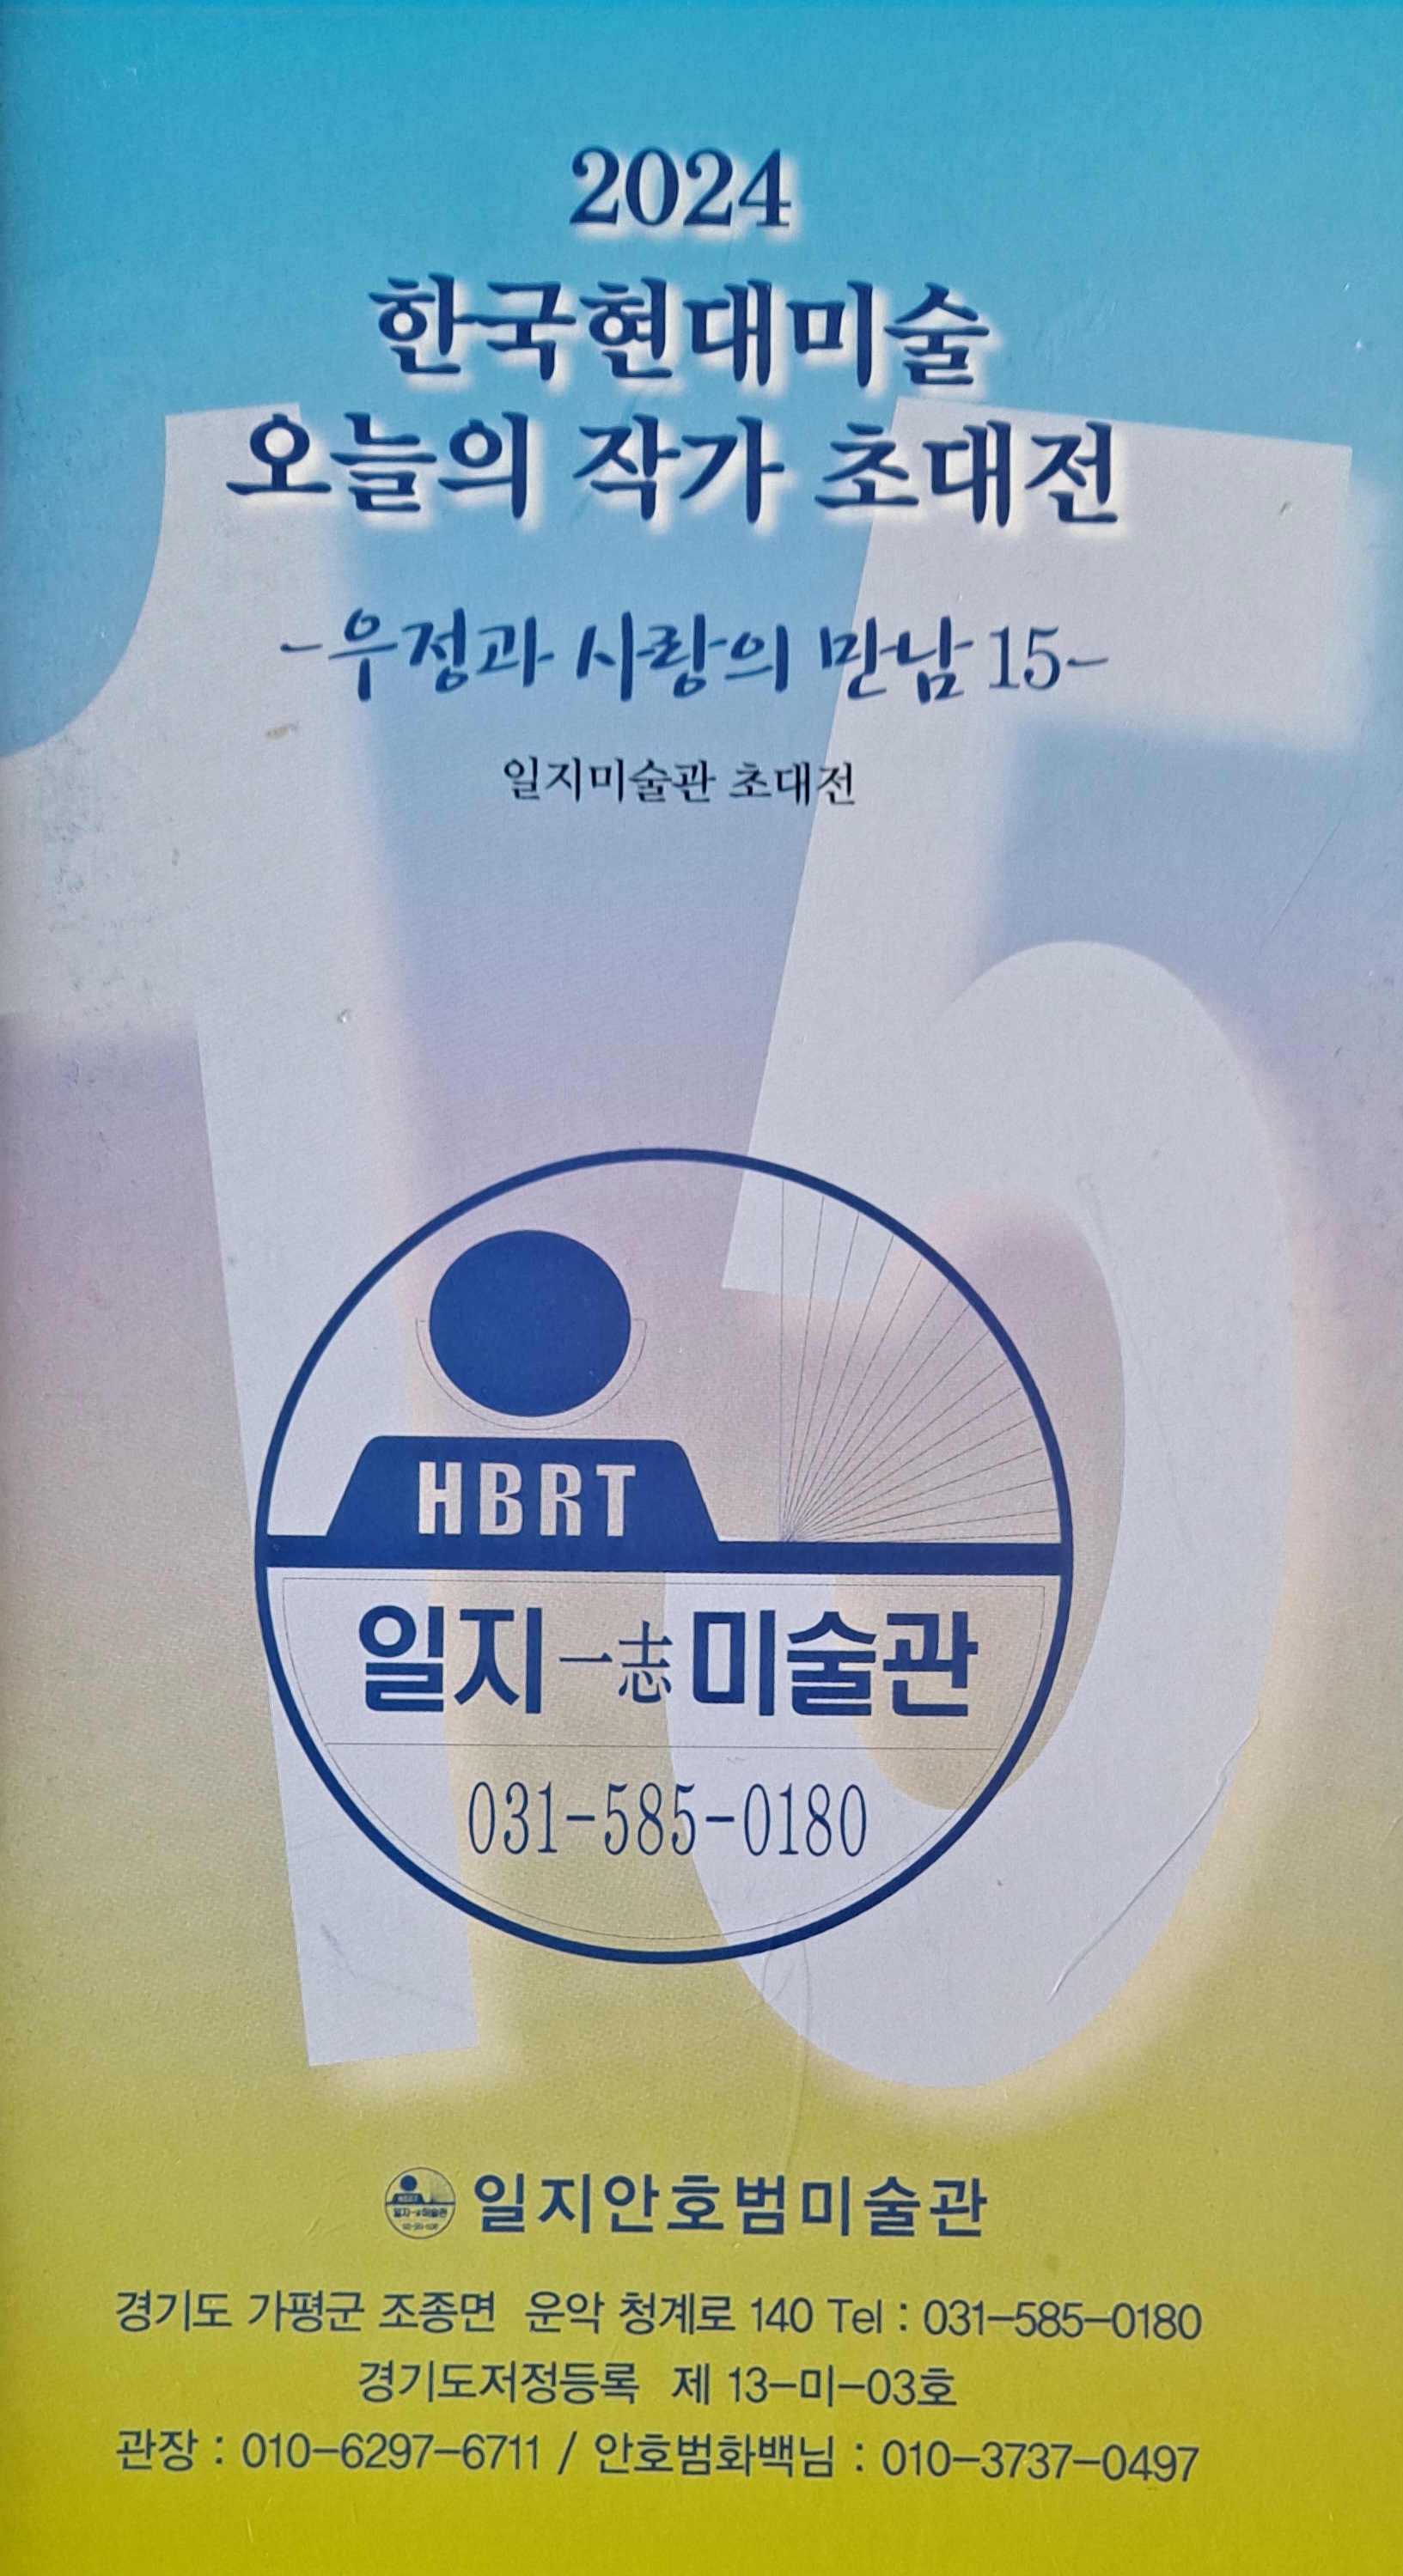 2024
한국현대미술
오늘의 작가 초대전
-우정과 사랑의 만남 15-
일지미술관 초대전
HBRT
일지 一志 미술관
031-585-0180
일지안호범미술관
경기도 가평군 조종면 운악 청계로 140 Tel : 031-585-0180
경기도저정등록 제 13-미-03호
관장 : 010-6297-6711 / 안호범화백님 : 010-3737-0497